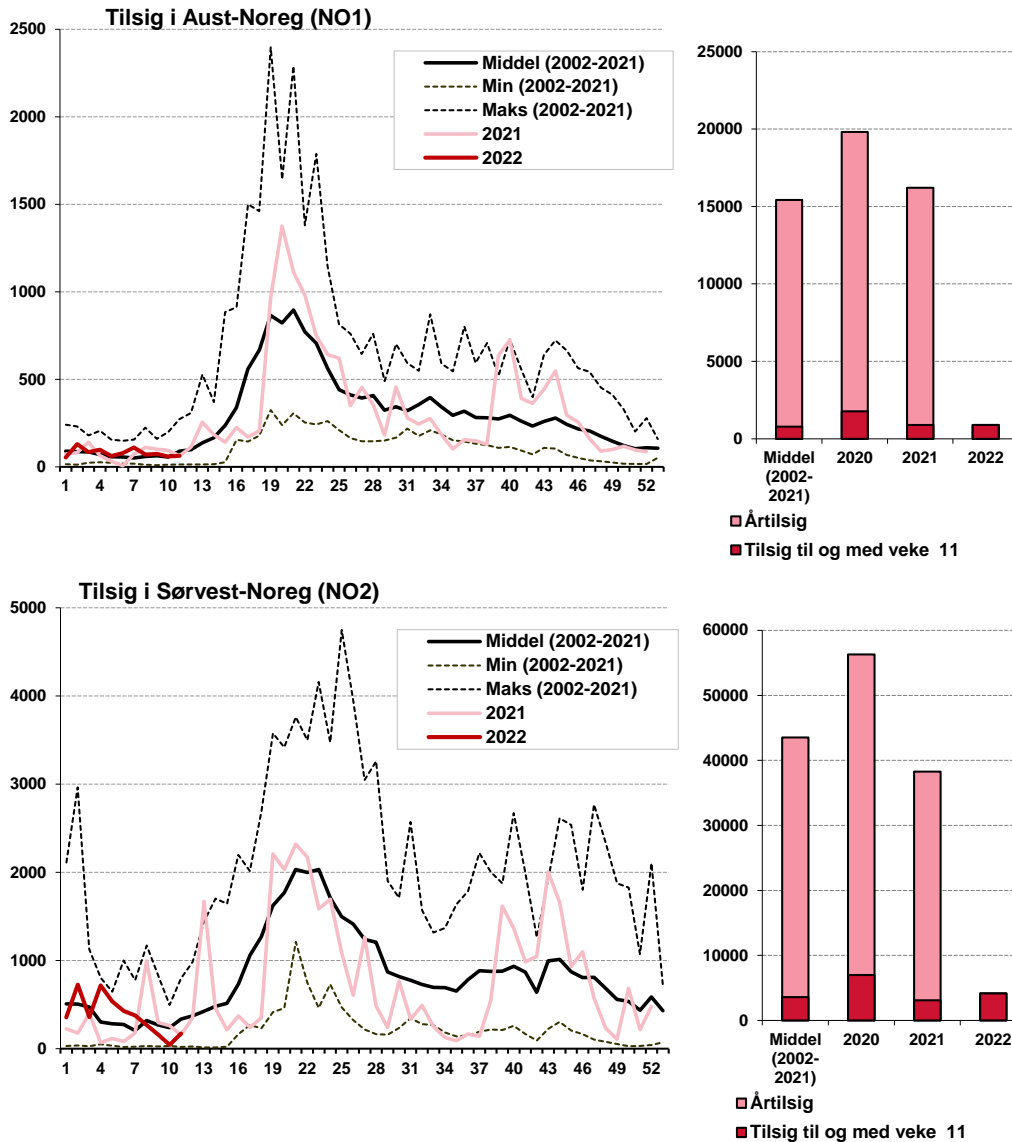 Tilsig i Aust-Noreg (NO1)
2500
2000
1500
1000
500
0
1 4 7 10 13 16 19 22 25 28 31 34 37 40 43 46 49 52
Middel (2002-2021)
Min (2002-2021)
Maks (2002-2021)
2021
2022
25000
20000
15000
10000
5000
0
Middel (2002-2021) 2020 2021 2022
Årtilsig
Tilsig til og med veke 11
Tilsig i Sørvest-Noreg (NO2)
5000
4000
3000
2000
1000
0
1 4 7 10 13 16 19 22 25 28 31 34 37 40 43 46 49 52
Middel (2002-2021)
Min (2002-2021)
Maks (2002-2021)
2021
2022
60000
50000
40000
30000
20000
10000
0
Middel (2002-2021) 2020 2021 2022
Årtilsig
Tilsig til og med veke 11